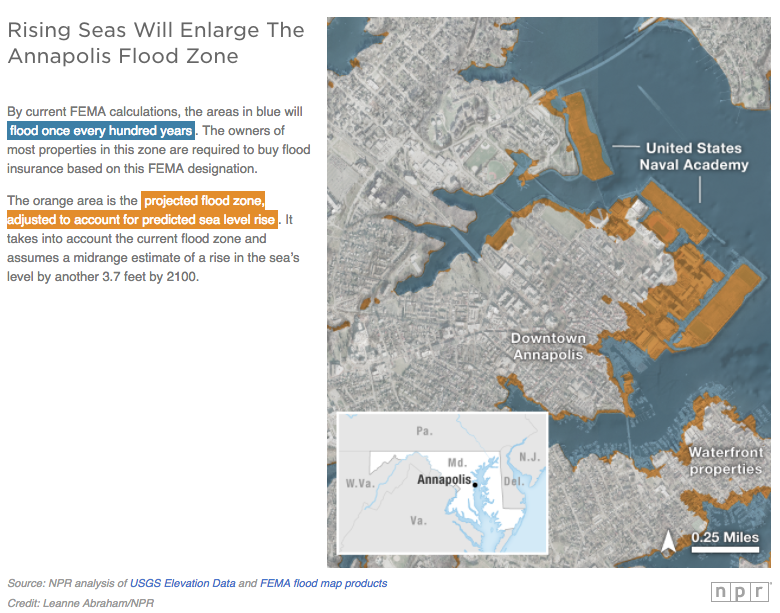 Rising Seas Will Enlarge The
Annapolis Flood Zone
By current FEMA calculations, the areas in blue will
flood once every hundred years. The owners of
most properties in this zone are required to buy flood
insurance based on this FEMA designation.
The orange area is the projected flood zone,
adjusted to account for predicted sea level rise. It
takes into account the current flood zone and
assumes a midrange estimate of a rise in the sea's
level by another 3.7 feet by 2100.
United States
Naval Academy
Downtown
Annapolis
Waterfront
properties
0.25 Miles
Pa.
Md.
N.J.
W.Va.
Annapolis
Del.
Va.
Source: NPR analysis of USGS Elevation Data and FEMA flood map products
Credit: Leanne Abraham/NPR
npr